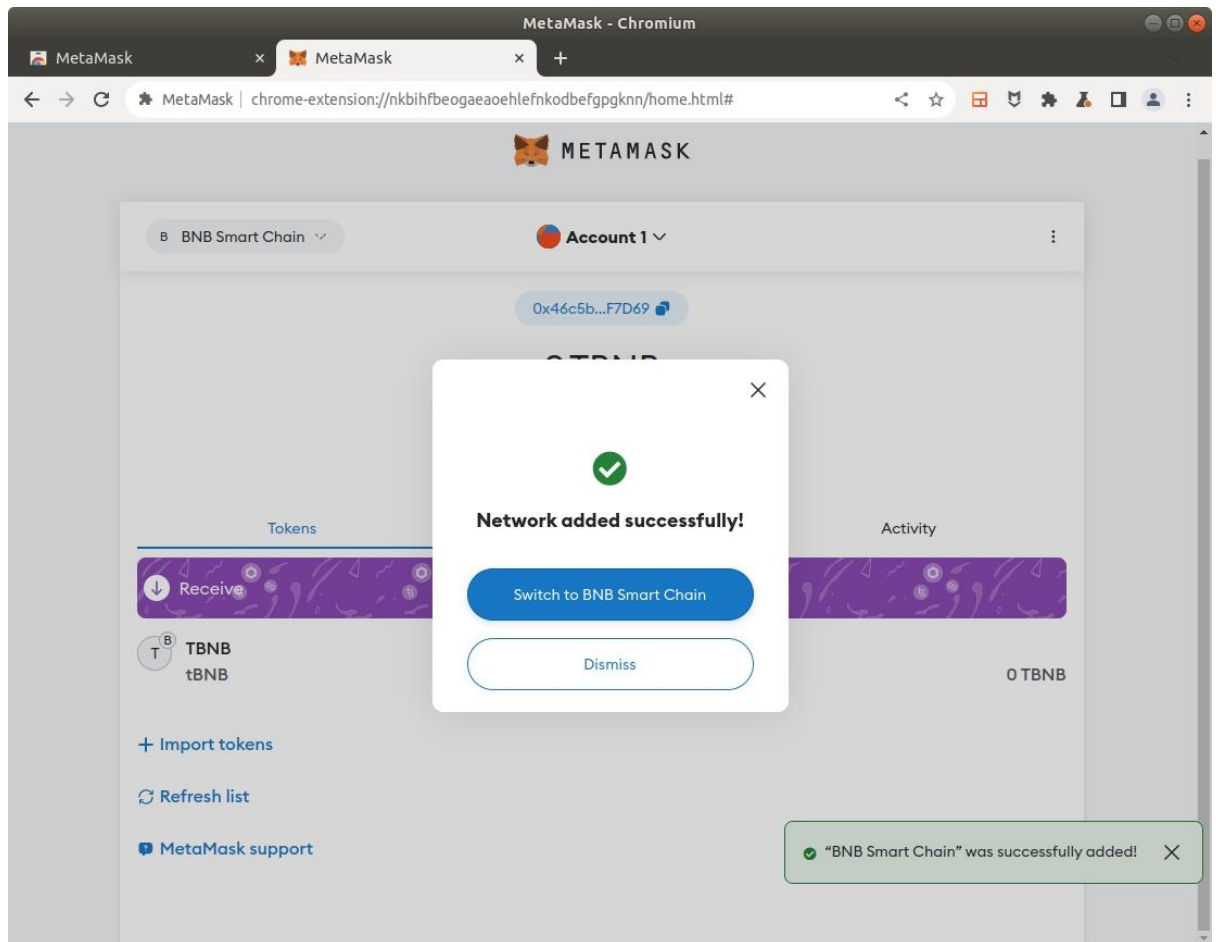 MetaMask - Chromium
MetaMask
MetaMask
MetaMask | chrome-extension://nkbihfbeogaeaoehlefnkodbefgpgknn/home.html#
METAMASK
B BNB Smart Chain
Account 1
0x46c5b...F7D69
0 TBNB
Network added successfully!
Tokens
Activity
Receive
Switch to BNB Smart Chain
B
T
TBNB
tBNB
0 TBNB
Dismiss
+ Import tokens
Refresh list
MetaMask support
“BNB Smart Chain” was successfully added!